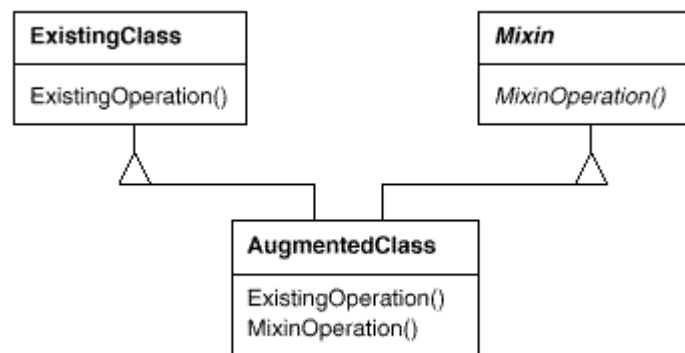 ExistingClass
ExistingOperation()
Mixin
MixinOperation()
AugmentedClass
ExistingOperation()
MixinOperation()